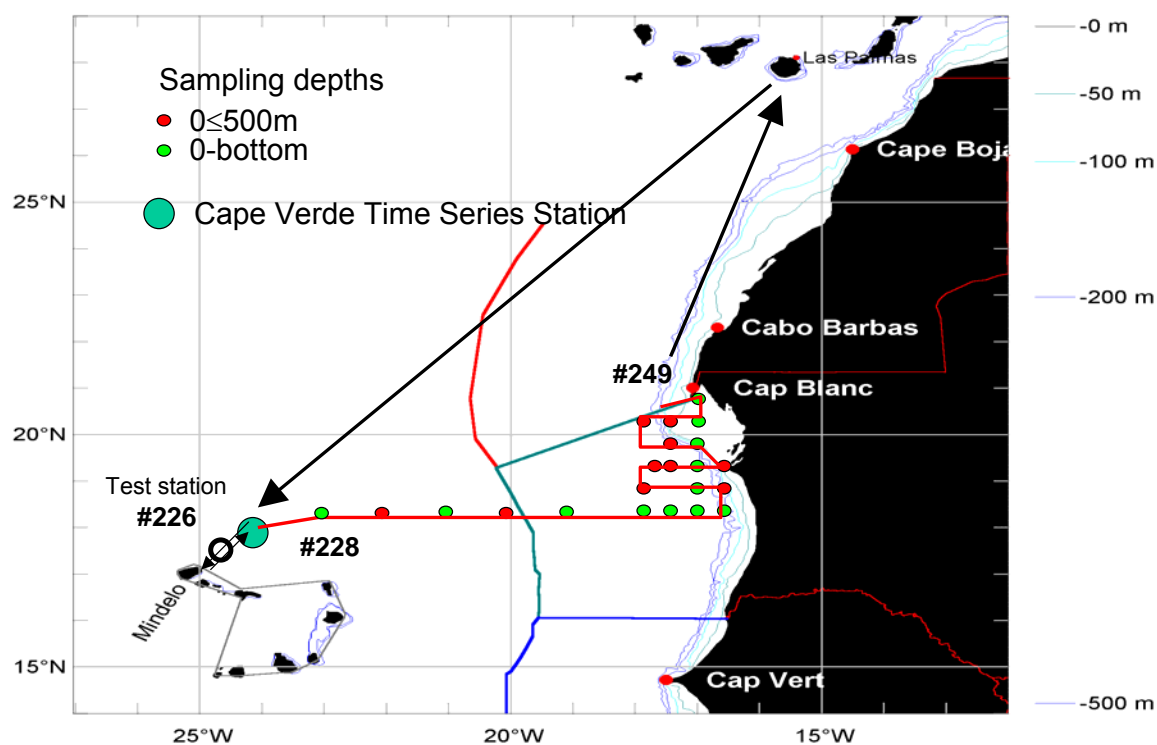 Sampling depths
0≤500m
0-bottom
Cape Verde Time Series Station
Las Palmas
Cape Boja
Cabo Barbas
#249
Cap Blanc
Test station
#226
#228
Mindelo
Cap Vert
25°N
20°N
15°N
25°W
20°W
15°W
-0 m
-50 m
-100 m
-200 m
-500 m